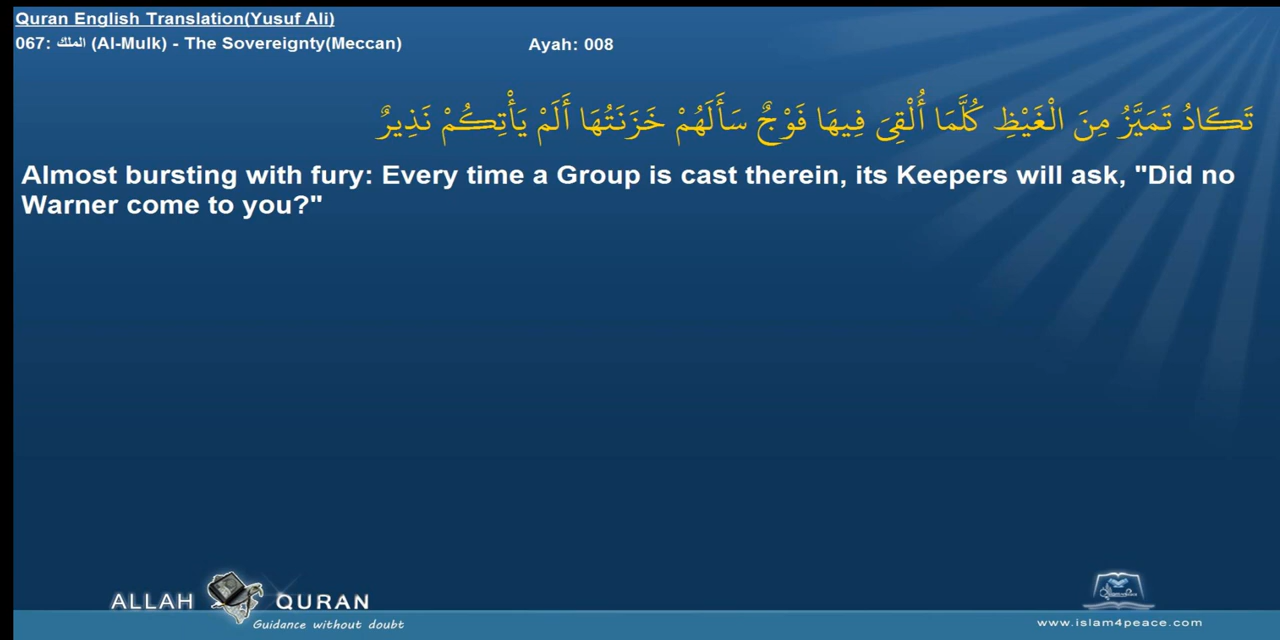 Quran English Translation(Yusuf Ali)
067: الملك (Al-Mulk) - The Sovereignty(Meccan) Ayah: 008
تَكَادُ تَمَيَّزُ مِنَ الْغَيْظِ كُلَّمَا أُلْقِيَ فِيهَا فَوْجٌ سَأَلَهُمْ خَزَنَتُهَا أَلَمْ يَأْتِكُمْ نَذِيرٌ
Almost bursting with fury: Every time a Group is cast therein, its Keepers will ask, "Did no
Warner come to you?"
ALLAH QURAN
Guidance without doubt
www.islam4peace.com